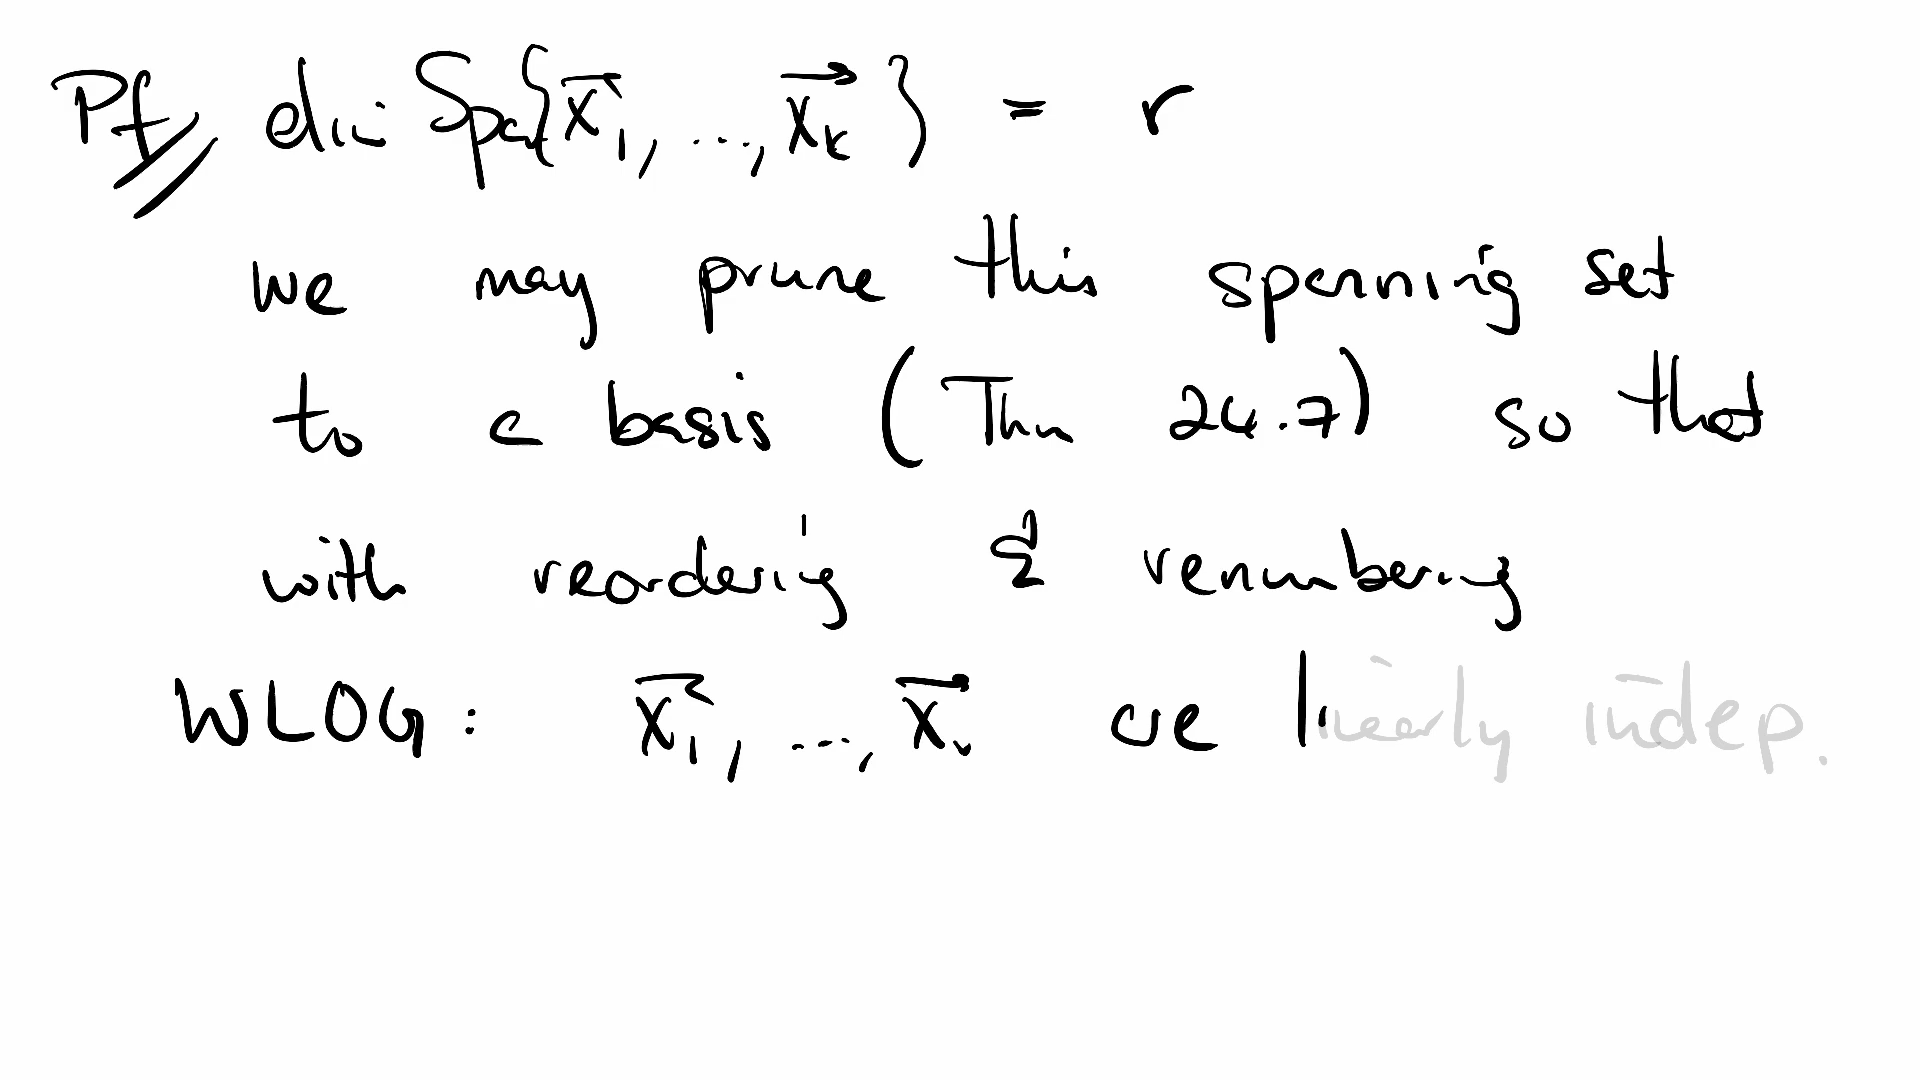 Pf// dim Span{x⃗₁, ..., x⃗ₖ} = r
we may prune this spanning set
to a basis (Thm 24.7) so that
with reordering & renumbering
WLOG: x⃗₁, ..., x⃗ᵣ are linearly indep.